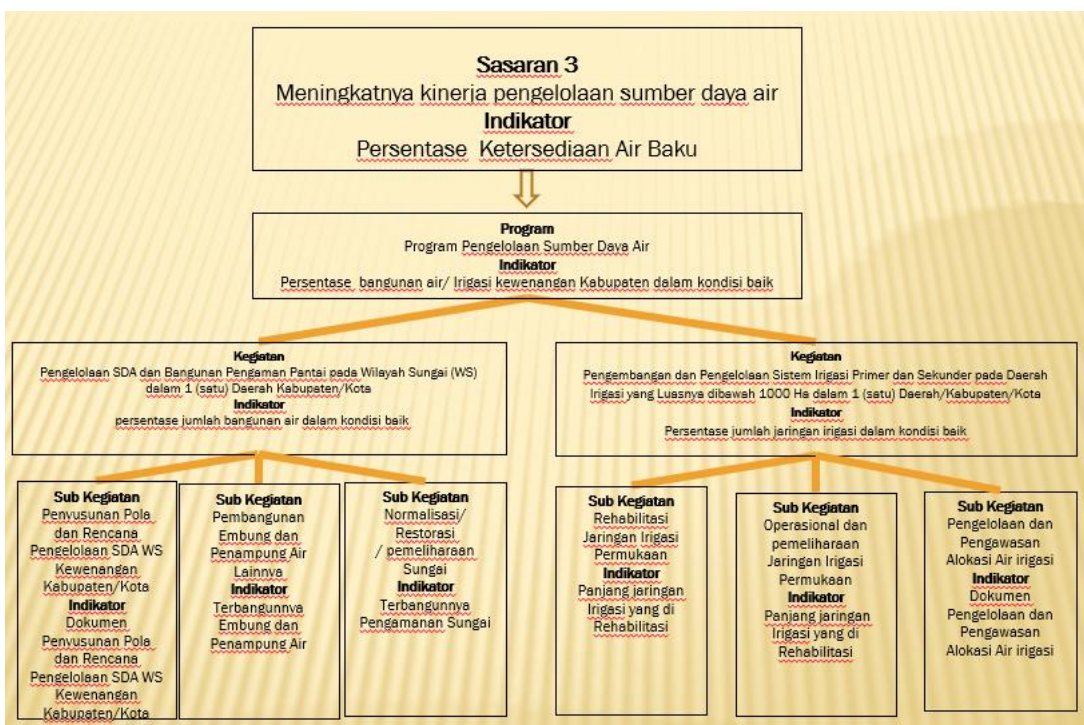 Sasaran 3
Meningkatnya kinerja pengelolaan sumber daya air
Indikator
Persentase Ketersediaan Air Baku
Program
Program Pengelolaan Sumber Daya Air
Indikator
Persentase bangunan air/ Irigasi kewenangan Kabupaten dalam kondisi baik
Kegiatan
Pengelolaan SDA dan Bangunan Pengaman Pantai pada Wilayah Sungai (WS)
dalam 1 (satu) Daerah Kabupaten/Kota
Indikator
persentase jumlah bangunan air dalam kondisi baik
Kegiatan
Pengembangan dan Pengelolaan Sistem Irigasi Primer dan Sekunder pada Daerah
Irigasi yang Luasnya dibawah 1000 Ha dalam 1 (satu) Daerah/Kabupaten/Kota
Indikator
Persentase jumlah jaringan irigasi dalam kondisi baik
Sub Kegiatan
Penyusunan Pola
dan Rencana
Pengelolaan SDA WS
Kewenangan
Kabupaten/Kota
Indikator
Dokumen
Penyusunan Pola
dan Rencana
Pengelolaan SDA WS
Kewenangan
Kabupaten/Kota
Sub Kegiatan
Pembangunan
Embung dan
Penampung Air
Lainnya
Indikator
Terbangunnya
Embung dan
Penampung Air
Sub Kegiatan
Normalisasi/
Restorasi
/ pemeliharaan
Sungai
Indikator
Terbangunnya
Pengamanan Sungai
Sub Kegiatan
Rehabilitasi
Jaringan Irigasi
Permukaan
Indikator
Panjang jaringan
Irigasi yang di
Rehabilitasi
Sub Kegiatan
Operasional dan
pemeliharaan
Jaringan Irigasi
Permukaan
Indikator
Panjang jaringan
Irigasi yang di
Rehabilitasi
Sub Kegiatan
Pengelolaan dan
Pengawasan
Alokasi Air irigasi
Indikator
Dokumen
Pengelolaan dan
Pengawasan
Alokasi Air irigasi